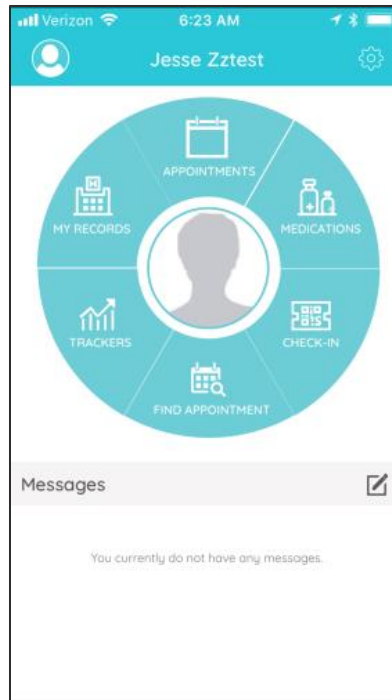 Verizon 6:23 AM
Jesse Zztest
APPOINTMENTS
MY RECORDS
MEDICATIONS
TRACKERS
CHECK-IN
FIND APPOINTMENT
Messages
You currently do not have any messages.